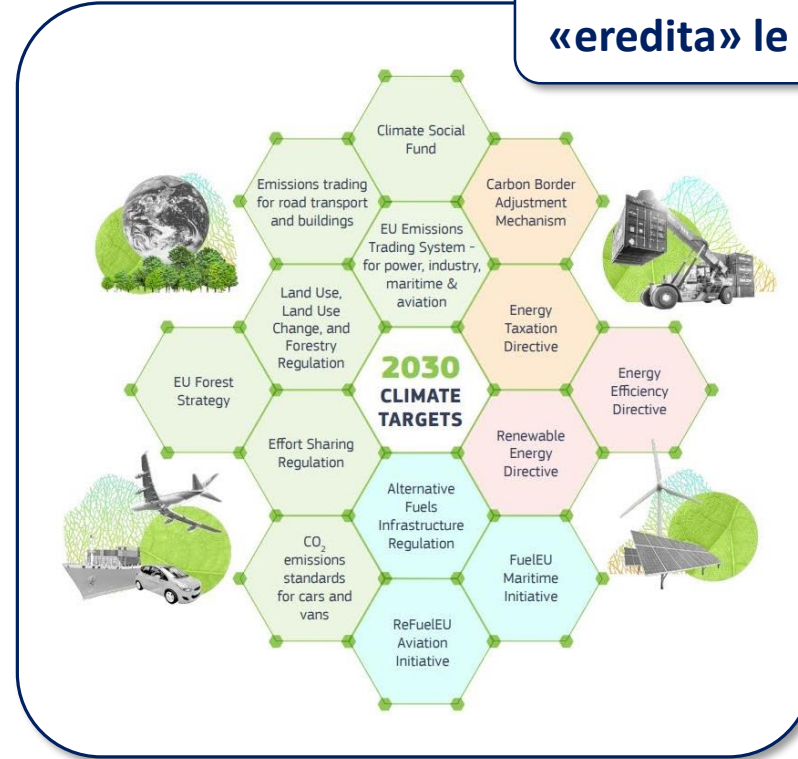 «eredita» le
Climate Social
Fund
Emissions trading
for road transport
and buildings
Carbon Border
Adjustment
Mechanism
EU Emissions
Trading System -
for power, industry,
maritime &
aviation
Land Use,
Land Use
Change, and
Forestry
Regulation
Energy
Taxation
Directive
EU Forest
Strategy
2030
CLIMATE
TARGETS
Energy
Efficiency
Directive
Effort Sharing
Regulation
Renewable
Energy
Directive
Alternative
Fuels
Infrastructure
Regulation
CO₂
emissions
standards
for cars and
vans
FuelEU
Maritime
Initiative
ReFuelEU
Aviation
Initiative